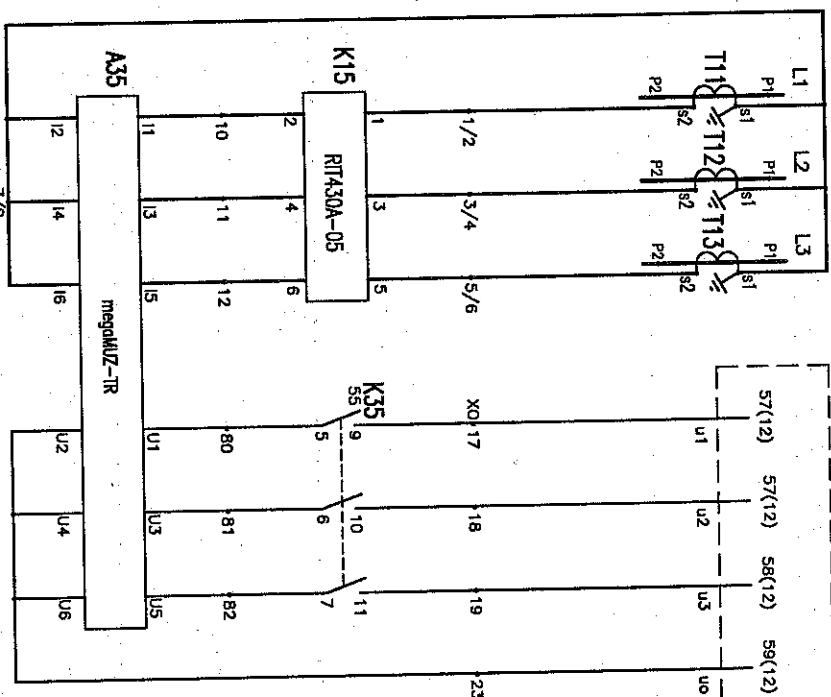 L1 L2 L3
P1 P1 P1
T11 T12 T13
s1 s1 s1
P2 P2 P2
s2 s2 s2
57(12) 57(12) 58(12) 59(12)
u1 u2 u3 uo
1/2 3/4 5/6
XO 17 18 19 23
K15
1 3 5
RIT430A-05
2 4 6
K35
55
9 10 11
5 6 7
10 11 12
80 81 82
A35
I1 I3 I5
U1 U3 U5
megaMUZ-TR
I2 I4 I6
U2 U4 U6